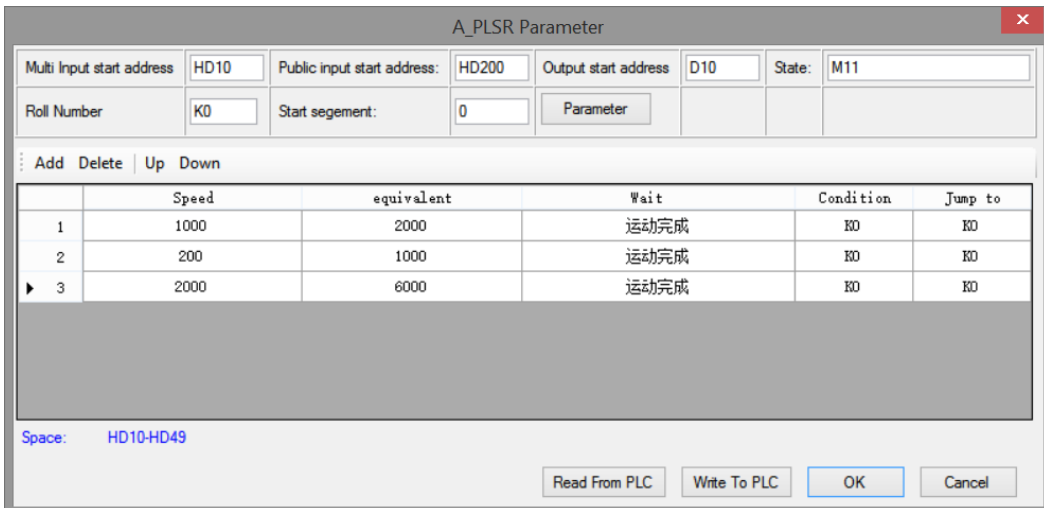 A_PLSR Parameter
×
Multi Input start address HD10 Public input start address: HD200 Output start address D10 State: M11
Roll Number K0 Start segement: 0 Parameter
Add Delete Up Down
Speed equivalent Wait Condition Jump to
1 1000 2000 运动完成 K0 K0
2 200 1000 运动完成 K0 K0
3 2000 6000 运动完成 K0 K0
Space: HD10-HD49
Read From PLC Write To PLC OK Cancel